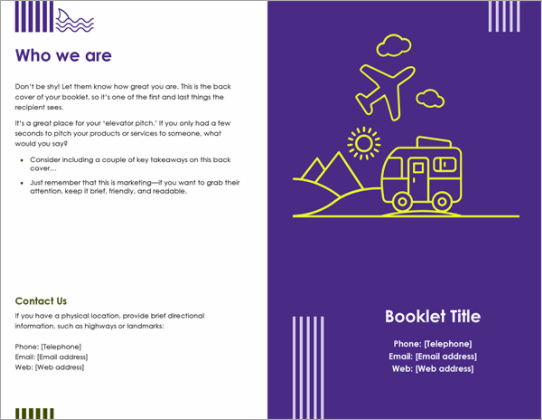 Who we are
Don't be shy! Let them know how great you are. This is the back
cover of your booklet, so it's one of the first and last things the
recipient sees.
It's a great place for your 'elevator pitch.' If you only had a few
seconds to pitch your products or services to someone, what
would you say?
• Consider including a couple of key takeaways on this back
cover…
• Just remember that this is marketing—if you want to grab their
attention, keep it brief, friendly, and readable.
Contact Us
If you have a physical location, provide brief directional
information, such as highways or landmarks:
Phone: [Telephone]
Email: [Email address]
Web: [Web address]
Booklet Title
Phone: [Telephone]
Email: [Email address]
Web: [Web address]